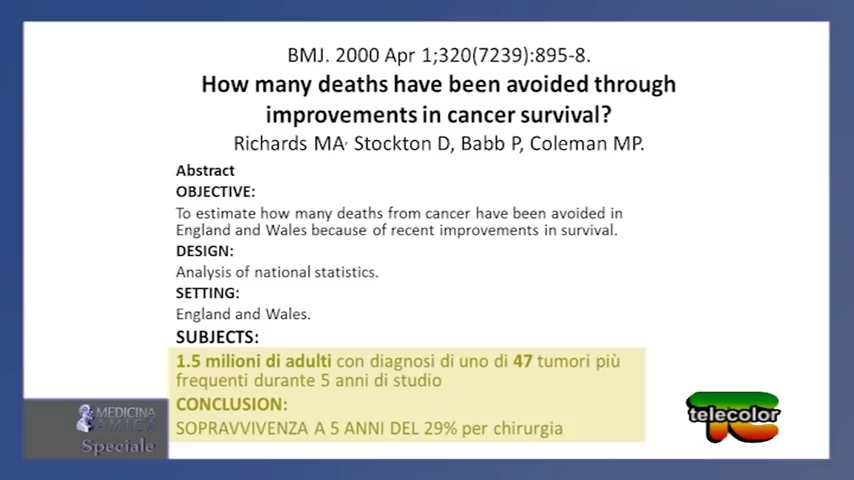 BMJ. 2000 Apr 1;320(7239):895-8.
How many deaths have been avoided through
improvements in cancer survival?
Richards MA, Stockton D, Babb P, Coleman MP.
Abstract
OBJECTIVE:
To estimate how many deaths from cancer have been avoided in
England and Wales because of recent improvements in survival.
DESIGN:
Analysis of national statistics.
SETTING:
England and Wales.
SUBJECTS:
1.5 milioni di adulti con diagnosi di uno di 47 tumori più
frequenti durante 5 anni di studio
CONCLUSION:
SOPRAVVIVENZA A 5 ANNI DEL 29% per chirurgia
MEDICINA
AMICA
Speciale
telecolor